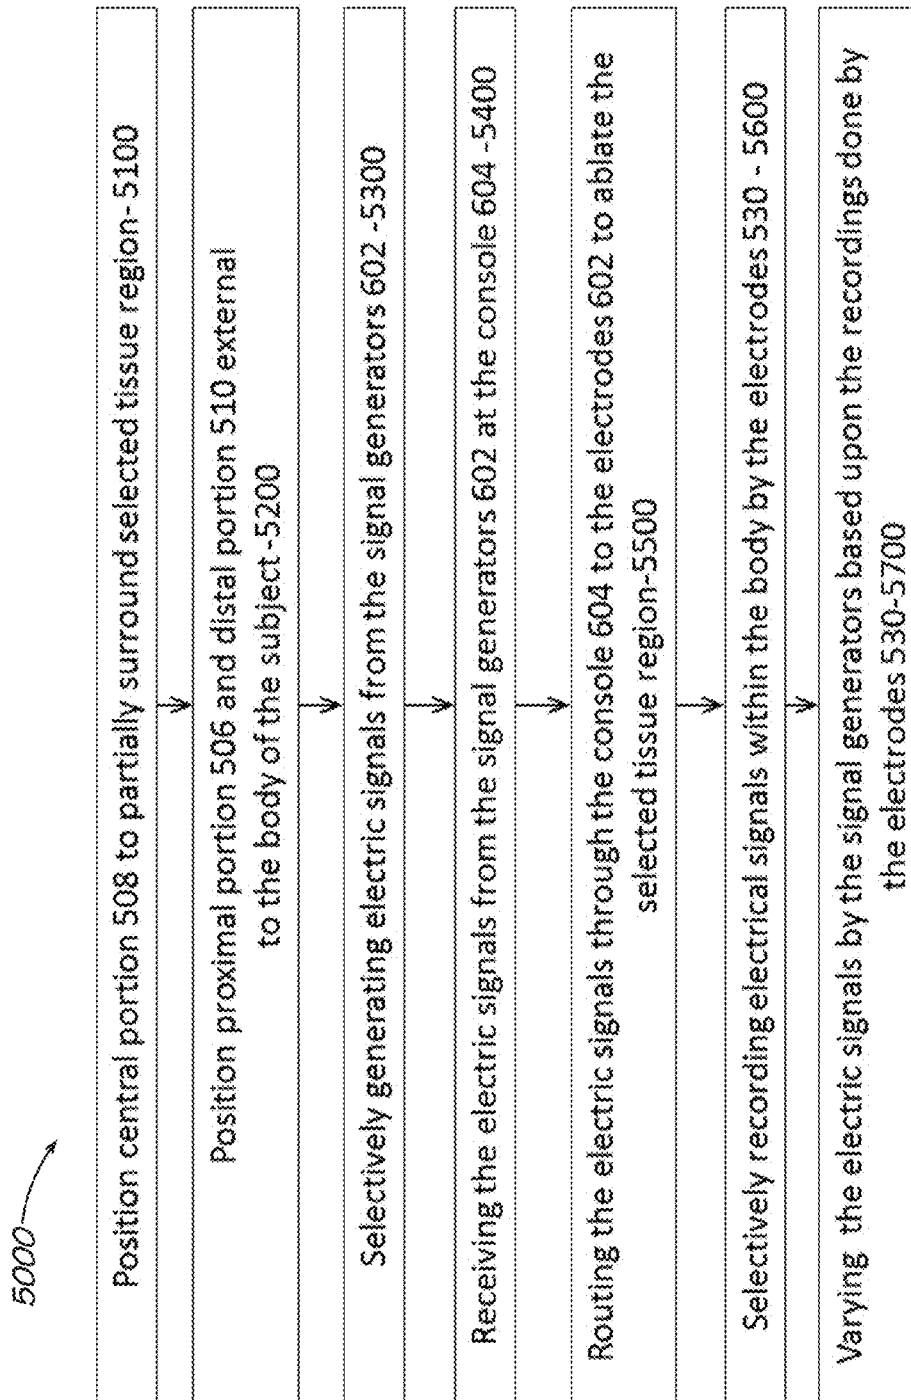 5000
Position central portion 508 to partially surround selected tissue region- 5100
Position proximal portion 506 and distal portion 510 external
to the body of the subject -5200
Selectively generating electric signals from the signal generators 602 -5300
Receiving the electric signals from the signal generators 602 at the console 604 -5400
Routing the electric signals through the console 604 to the electrodes 602 to ablate the
selected tissue region-5500
Selectively recording electrical signals within the body by the electrodes 530 - 5600
Varying the electric signals by the signal generators based upon the recordings done by
the electrodes 530-5700